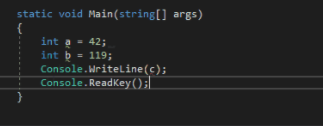 static void Main(string[] args)
{
int a = 42;
int b = 119;
Console.WriteLine(c);
Console.ReadKey();
}